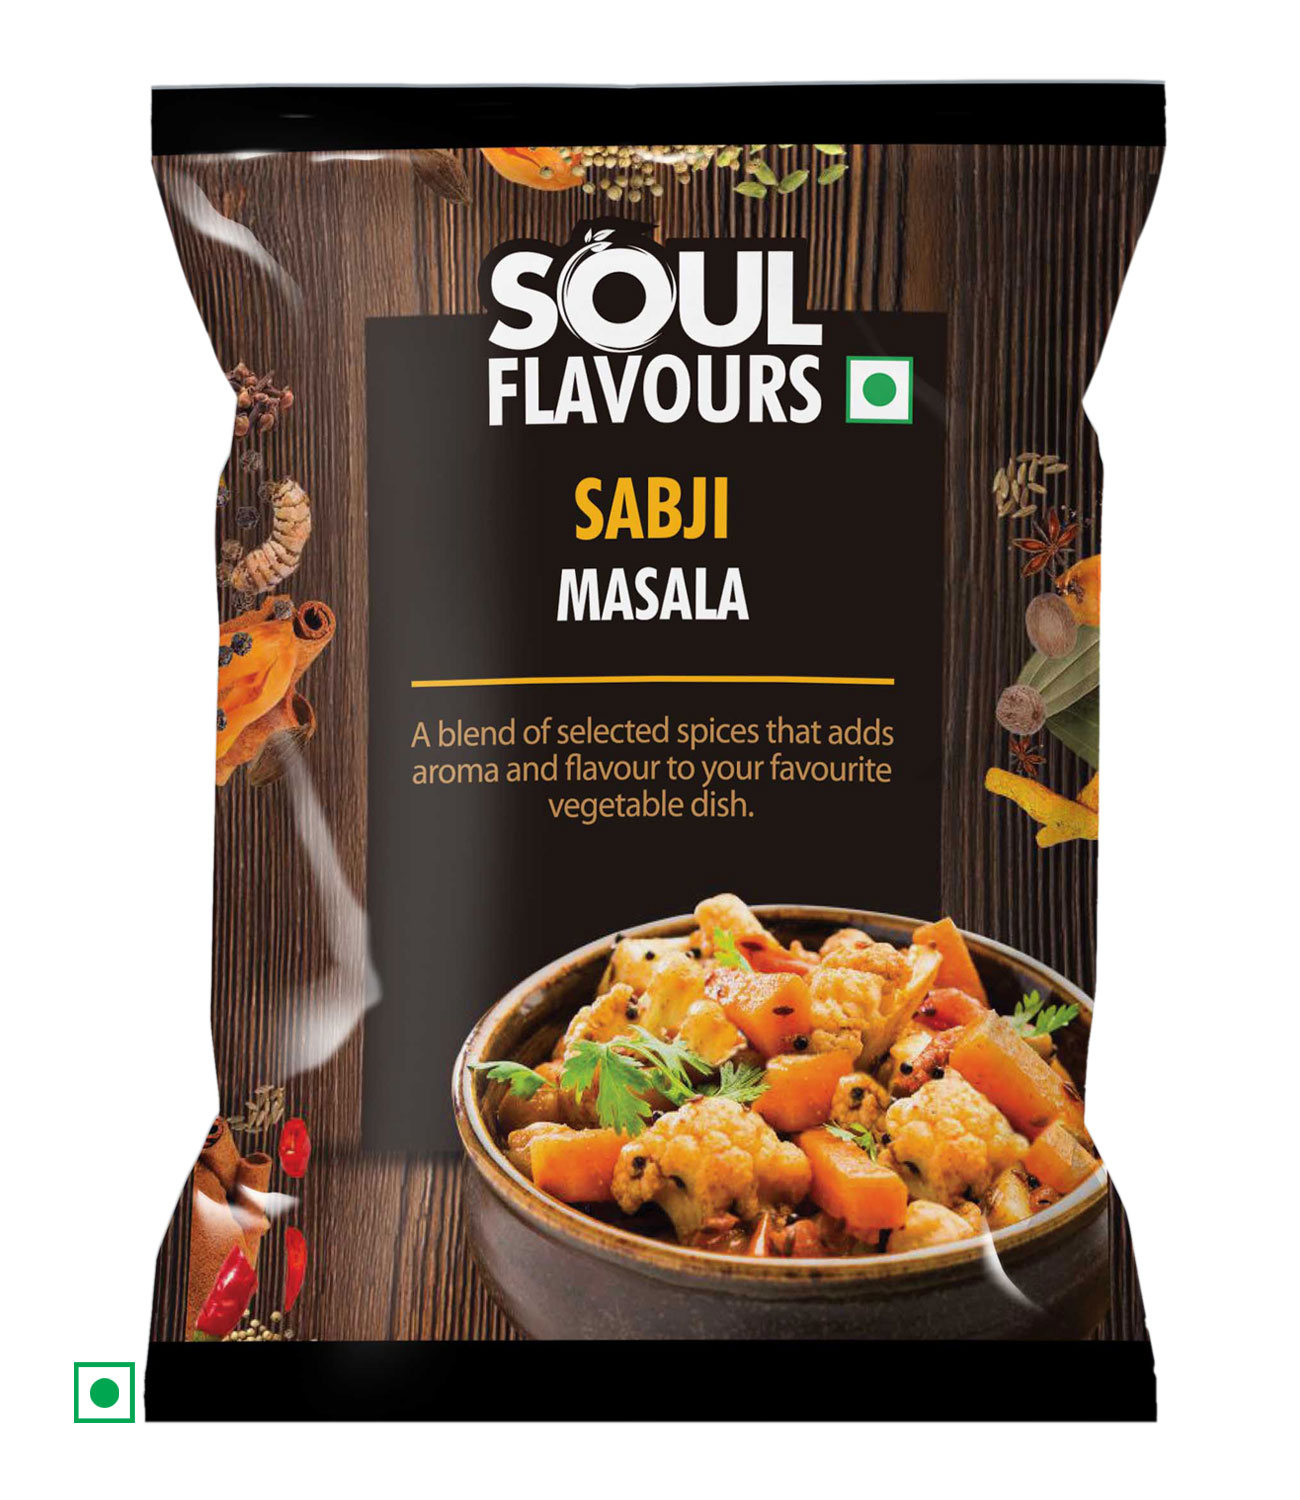 SOUL
FLAVOURS
SABJI
MASALA
A blend of selected spices that adds
aroma and flavour to your favourite
vegetable dish.